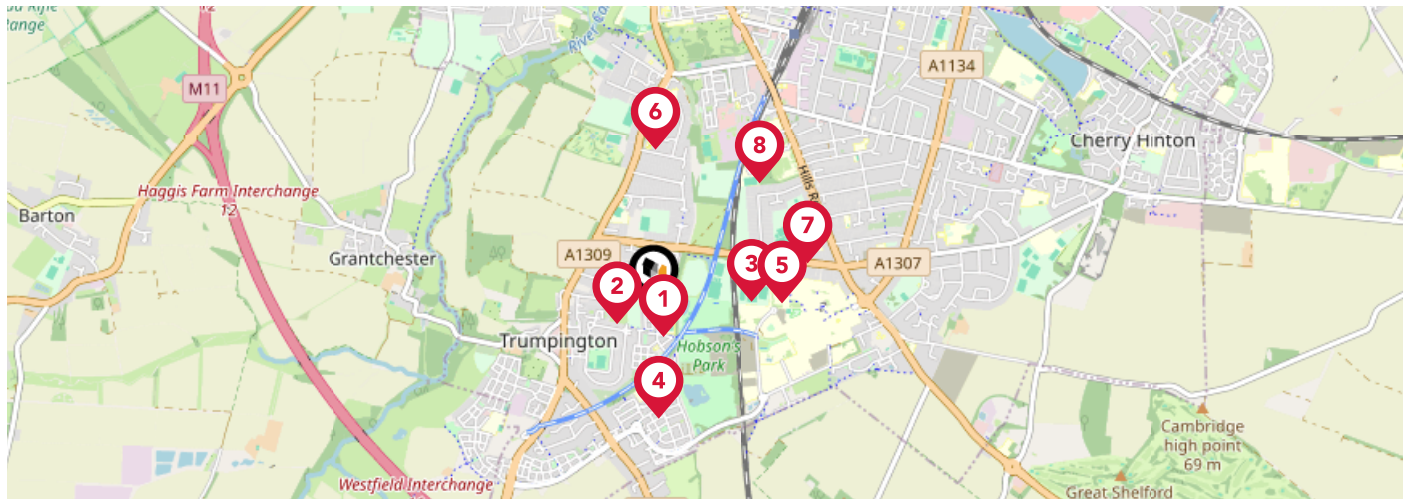 12
Range
River
M11
A1134
6
8
Cherry Hinton
Hills
Haggis Farm Interchange
12
Barton
7
Grantchester
A1309
3
5
A1307
2
1
Trumpington
Hobson's
Park
4
Cambridge
high point
69 m
Westfield Interchange
Great Shelford